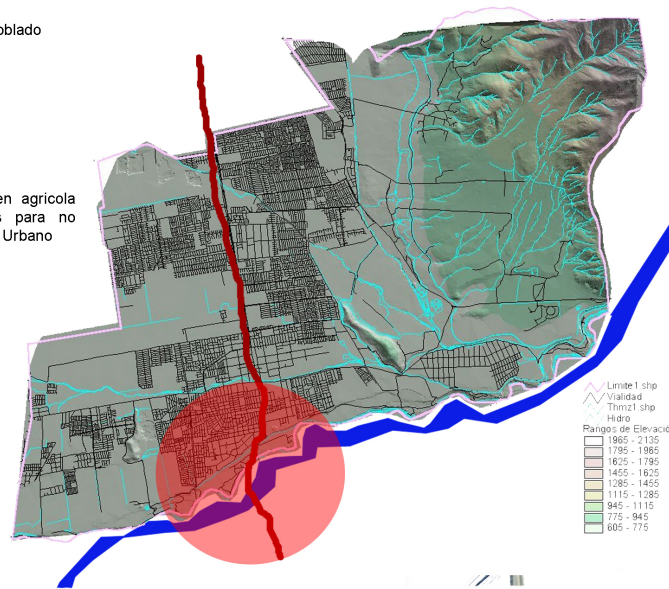 oblado
en agricola
para no
Urbano
Limite1.shp
Vialidad
Thmz1.shp
Hidro
Rangos de Elevació
1965 - 2135
1795 - 1965
1625 - 1795
1455 - 1625
1285 - 1455
1115 - 1285
945 - 1115
775 - 945
605 - 775